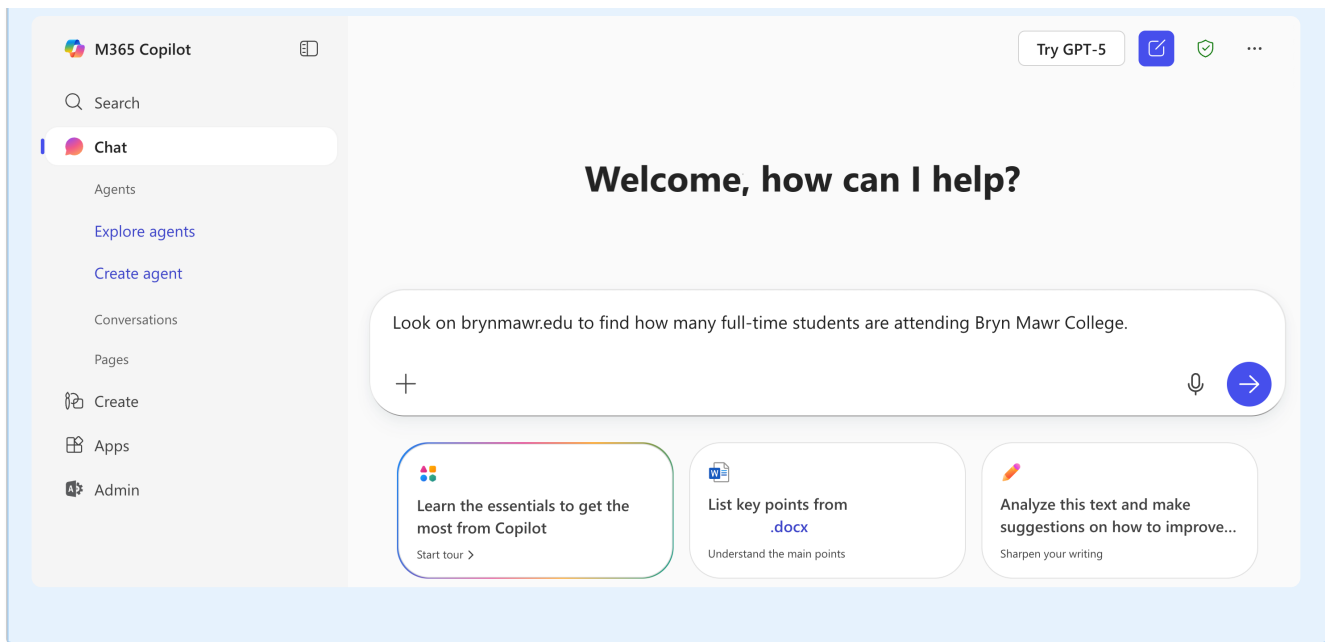 M365 Copilot
Search
Chat
Agents
Explore agents
Create agent
Conversations
Pages
Create
Apps
Admin
Try GPT-5
Welcome, how can I help?
Look on brynmawr.edu to find how many full-time students are attending Bryn Mawr College.
Learn the essentials to get the
most from Copilot
Start tour
List key points from
.docx
Understand the main points
Analyze this text and make
suggestions on how to improve...
Sharpen your writing